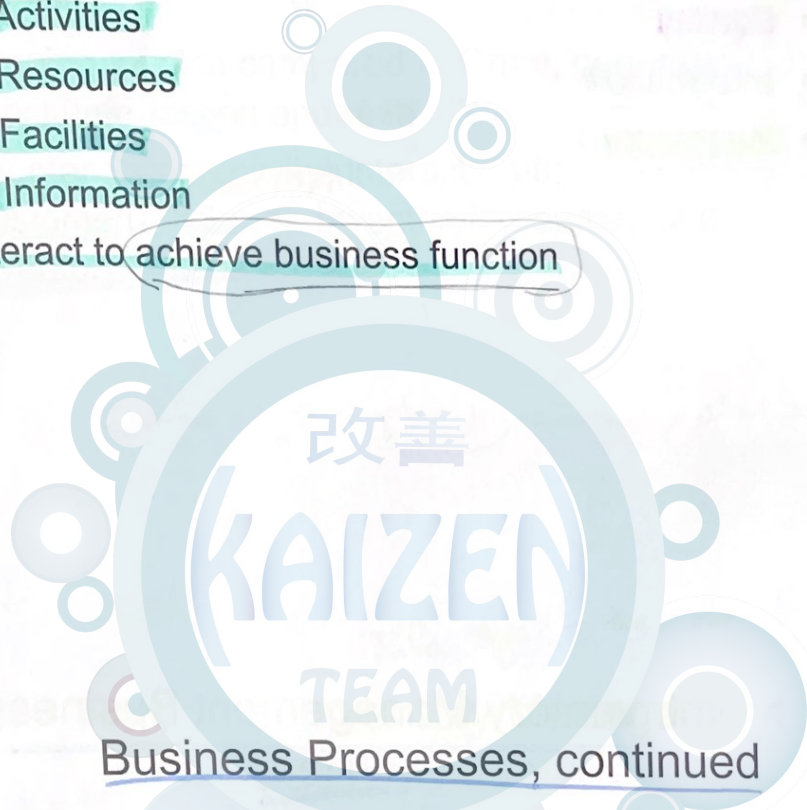 Activities
Resources
Facilities
Information
eract to achieve business function
改善
KAIZEN
TEAM
Business Processes, continued